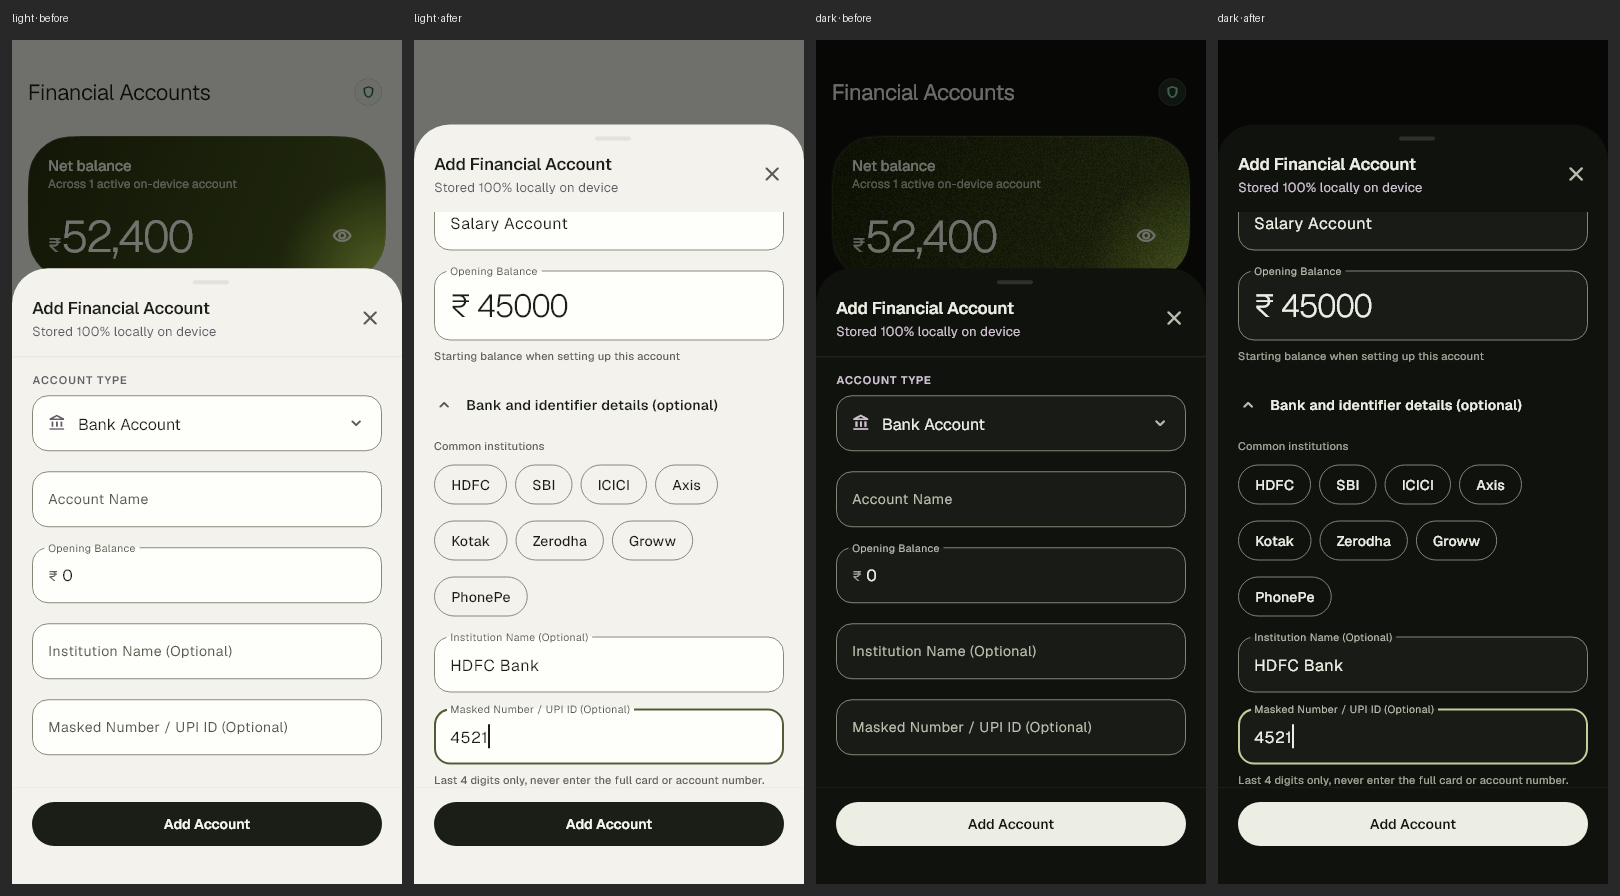 light·before
Financial Accounts
Net balance
Across 1 active on-device account
₹52,400
Add Financial Account
Stored 100% locally on device
ACCOUNT TYPE
Bank Account
Account Name
Opening Balance
₹ 0
Institution Name (Optional)
Masked Number / UPI ID (Optional)
Add Account
light·after
Add Financial Account
Stored 100% locally on device
Salary Account
Opening Balance
₹ 45000
Starting balance when setting up this account
Bank and identifier details (optional)
Common institutions
HDFC SBI ICICI Axis
Kotak Zerodha Groww
PhonePe
Institution Name (Optional)
HDFC Bank
Masked Number / UPI ID (Optional)
4521
Last 4 digits only, never enter the full card or account number.
Add Account
dark·before
Financial Accounts
Net balance
Across 1 active on-device account
₹52,400
Add Financial Account
Stored 100% locally on device
ACCOUNT TYPE
Bank Account
Account Name
Opening Balance
₹ 0
Institution Name (Optional)
Masked Number / UPI ID (Optional)
Add Account
dark·after
Add Financial Account
Stored 100% locally on device
Salary Account
Opening Balance
₹ 45000
Starting balance when setting up this account
Bank and identifier details (optional)
Common institutions
HDFC SBI ICICI Axis
Kotak Zerodha Groww
PhonePe
Institution Name (Optional)
HDFC Bank
Masked Number / UPI ID (Optional)
4521
Last 4 digits only, never enter the full card or account number.
Add Account